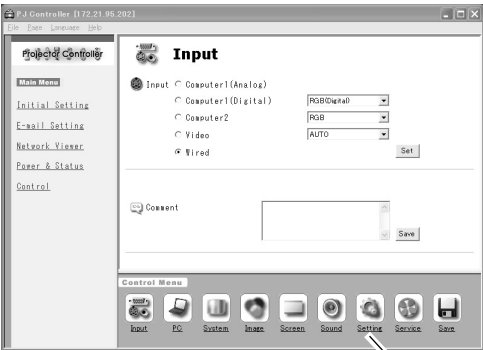 PJ Controller [172.21.95.202]
File Page Language Help
Projector Controller
Main Menu
Initial Setting
E-mail Setting
Network Viewer
Power & Status
Control
Input
Input Computer1(Analog)
Computer1(Digital) RGB(Digital)
Computer2 RGB
Video AUTO
Wired Set
Comment
Save
Control Menu
Input PC System Image Screen Sound Setting Service Save